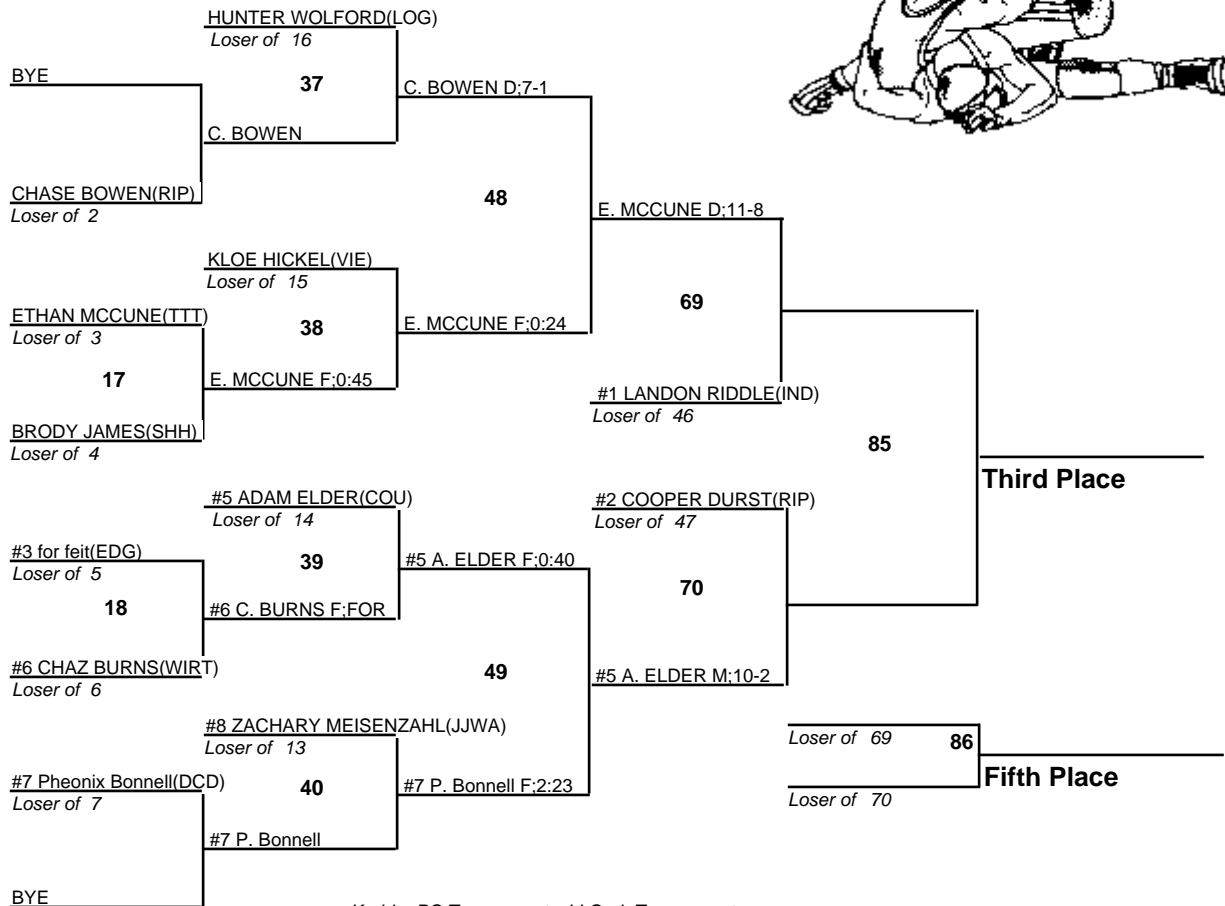 HUNTER WOLFORD(LOG)
Loser of 16
BYE
37
C. BOWEN D;7-1
C. BOWEN
CHASE BOWEN(RIP)
Loser of 2
48
E. MCCUNE D;11-8
KLOE HICKEL(VIE)
Loser of 15
69
ETHAN MCCUNE(TTT)
Loser of 3
38
E. MCCUNE F;0:24
17
E. MCCUNE F;0:45
#1 LANDON RIDDLE(IND)
Loser of 46
BRODY JAMES(SHH)
Loser of 4
85
Third Place
#5 ADAM ELDER(COU)
Loser of 14
#2 COOPER DURST(RIP)
Loser of 47
#3 for feit(EDG)
Loser of 5
39
#5 A. ELDER F;0:40
70
18
#6 C. BURNS F;FOR
#6 CHAZ BURNS(WIRT)
Loser of 6
49
#5 A. ELDER M;10-2
#8 ZACHARY MEISENZAHL(JJWA)
Loser of 13
Loser of 69
86
#7 Pheonix Bonnell(DCD)
Loser of 7
40
#7 P. Bonnell F;2:23
Fifth Place
Loser of 70
#7 P. Bonnell
BYE